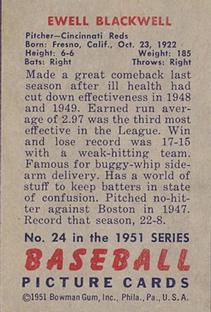 EWELL BLACKWELL
Pitcher—Cincinnati Reds
Born: Fresno, Calif., Oct. 23, 1922
Height: 6-6 Weight: 185
Bats: Right Throws: Right
Made a great comeback last
season after ill health had
cut down effectiveness in 1948
and 1949. Earned run aver-
age of 2.97 was the third most
effective in the League. Win
and lose record was 17-15
with a weak-hitting team.
Famous for buggy-whip side-
arm delivery. Has a world of
stuff to keep batters in state
of confusion. Pitched no-hit-
ter against Boston in 1947.
Record that season, 22-8.
No. 24 in the 1951 SERIES
BASEBALL
PICTURE CARDS
©1951 Bowman Gum, Inc., Phila., Pa., U. S. A.